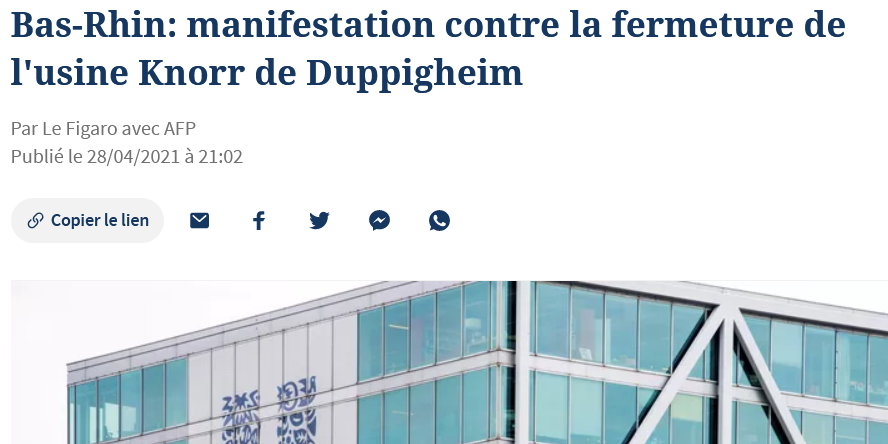 Bas-Rhin: manifestation contre la fermeture de
l'usine Knorr de Duppigheim
Par Le Figaro avec AFP
Publié le 28/04/2021 à 21:02
Copier le lien